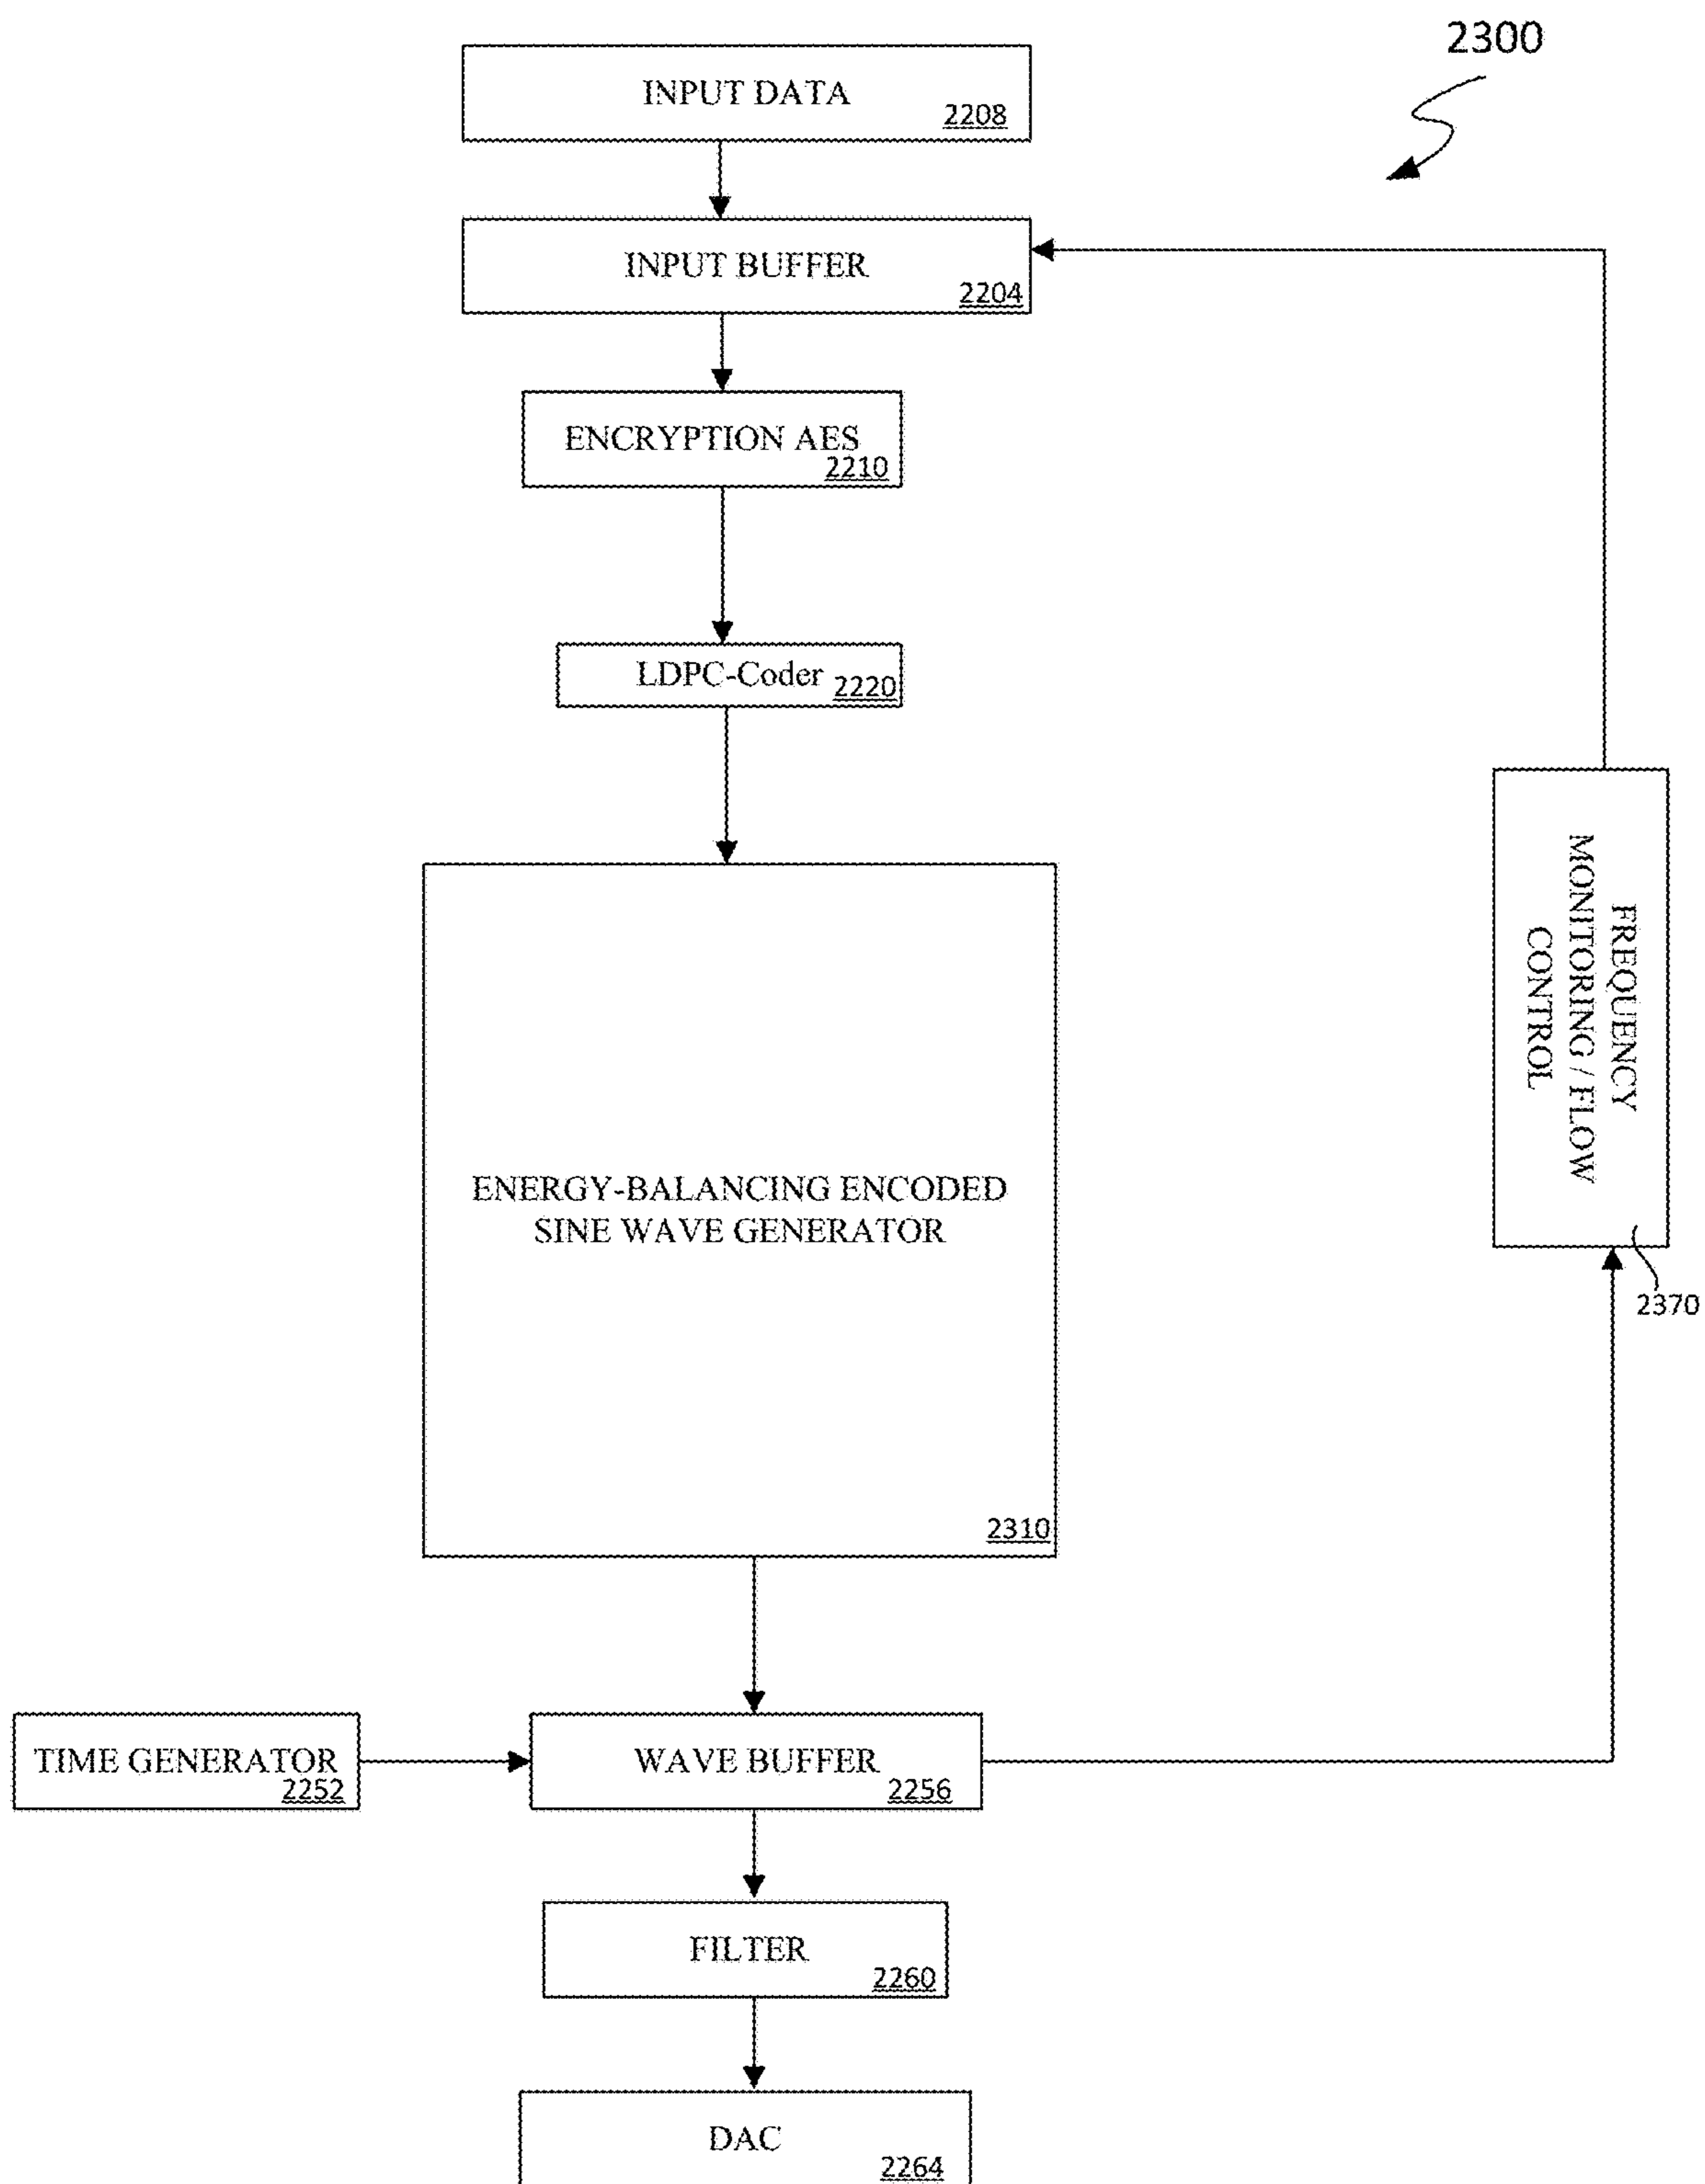 2300
INPUT DATA
2208
INPUT BUFFER
2204
ENCRYPTION AES
2210
LDPC-Coder 2220
FREQUENCY
MONITORING / FLOW
CONTROL
2370
ENERGY-BALANCING ENCODED
SINE WAVE GENERATOR
2310
TIME GENERATOR
2252
WAVE BUFFER
2256
FILTER
2260
DAC
2264